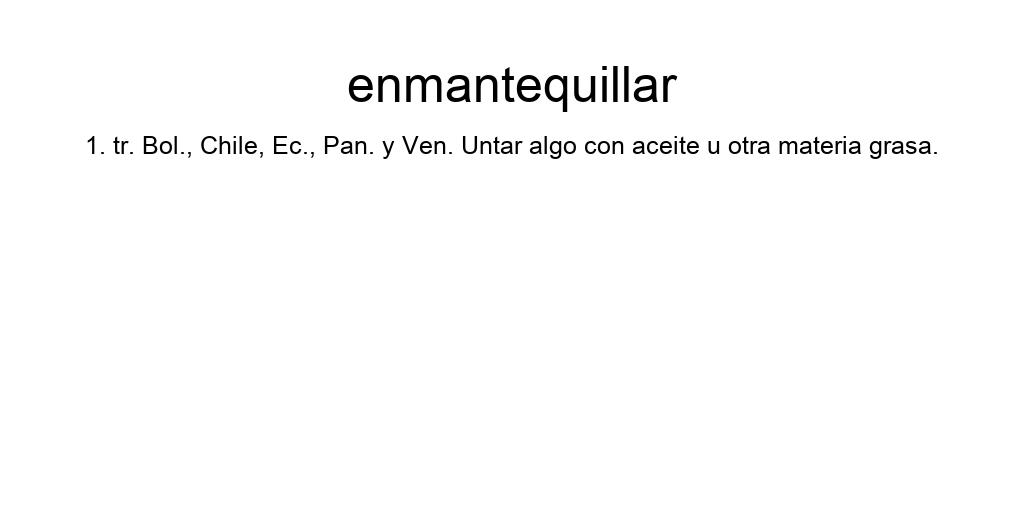 enmantequillar
1. tr. Bol., Chile, Ec., Pan. y Ven. Untar algo con aceite u otra materia grasa.